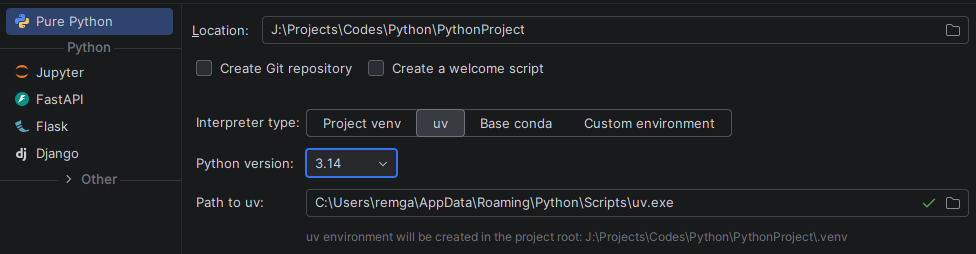 Pure Python
Python
Jupyter
FastAPI
Flask
dj Django
Other
Location: J:\Projects\Codes\Python\PythonProject
Create Git repository Create a welcome script
Interpreter type: Project venv uv Base conda Custom environment
Python version: 3.14
Path to uv: C:\Users\remga\AppData\Roaming\Python\Scripts\uv.exe
uv environment will be created in the project root: J:\Projects\Codes\Python\PythonProject\.venv